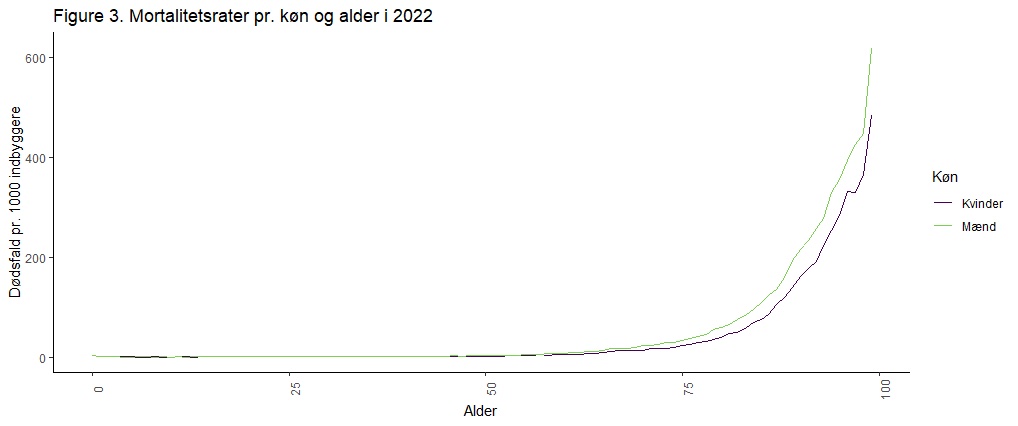 Figure 3. Mortalitetsrater pr. køn og alder i 2022
Dødsfald pr. 1000 indbyggere
600
400
200
0
0
25
50
75
100
Alder
Køn
Kvinder
Mænd